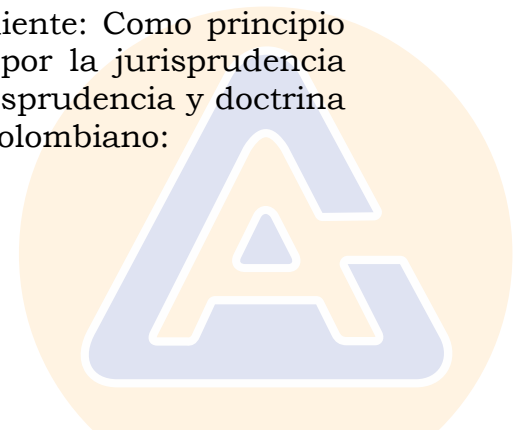 iente: Como principio
por la jurisprudencia
sprudencia y doctrina
olombiano: